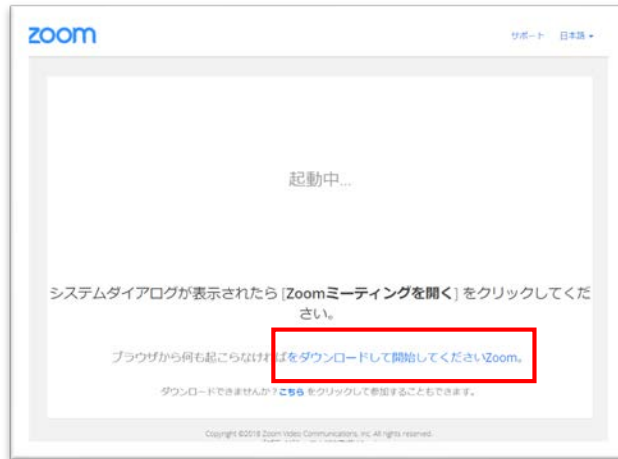 zoom
サポート 日本語
起動中...
システムダイアログが表示されたら [Zoomミーティングを開く] をクリックしてくだ
さい。
ブラウザから何も起こらなければをダウンロードして開始してくださいZoom。
ダウンロードできませんか？こちら をクリックして参加することもできます。
Copyright ©2018 Zoom Video Communications, Inc. All rights reserved.